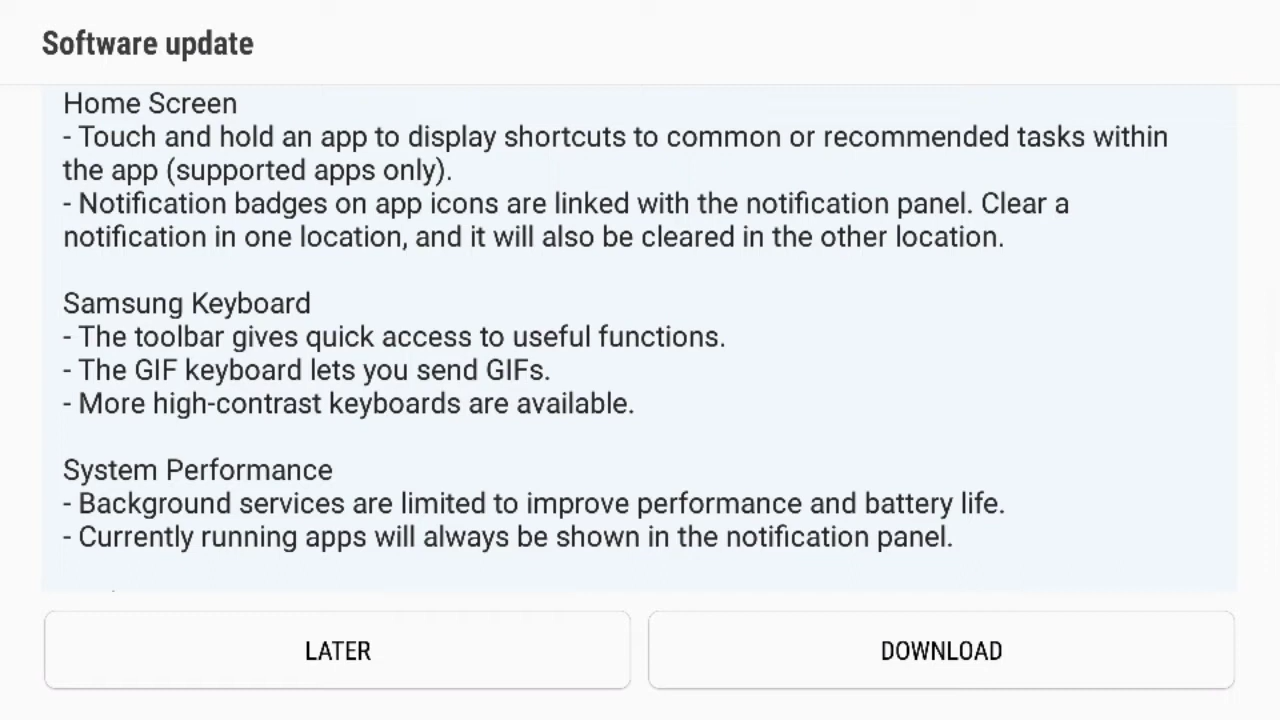 Software update
Home Screen
- Touch and hold an app to display shortcuts to common or recommended tasks within
the app (supported apps only).
- Notification badges on app icons are linked with the notification panel. Clear a
notification in one location, and it will also be cleared in the other location.
Samsung Keyboard
- The toolbar gives quick access to useful functions.
- The GIF keyboard lets you send GIFs.
- More high-contrast keyboards are available.
System Performance
- Background services are limited to improve performance and battery life.
- Currently running apps will always be shown in the notification panel.
LATER
DOWNLOAD